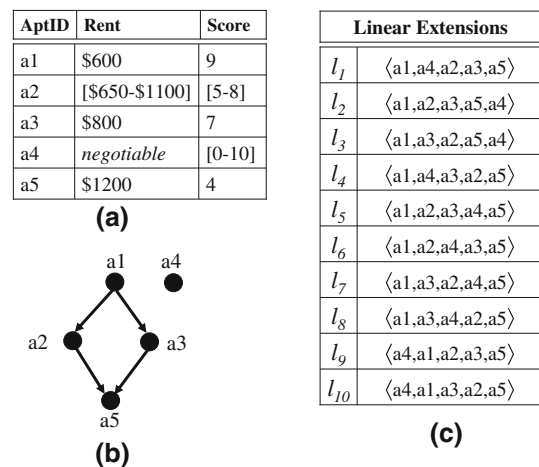 AptID Rent Score
a1 $600 9
a2 [$650-$1100] [5-8]
a3 $800 7
a4 negotiable [0-10]
a5 $1200 4
(a)
a1 a4
a2 a3
a5
(b)
Linear Extensions
l1 ⟨a1,a4,a2,a3,a5⟩
l2 ⟨a1,a2,a3,a5,a4⟩
l3 ⟨a1,a3,a2,a5,a4⟩
l4 ⟨a1,a4,a3,a2,a5⟩
l5 ⟨a1,a2,a3,a4,a5⟩
l6 ⟨a1,a2,a4,a3,a5⟩
l7 ⟨a1,a3,a2,a4,a5⟩
l8 ⟨a1,a3,a4,a2,a5⟩
l9 ⟨a4,a1,a2,a3,a5⟩
l10 ⟨a4,a1,a3,a2,a5⟩
(c)